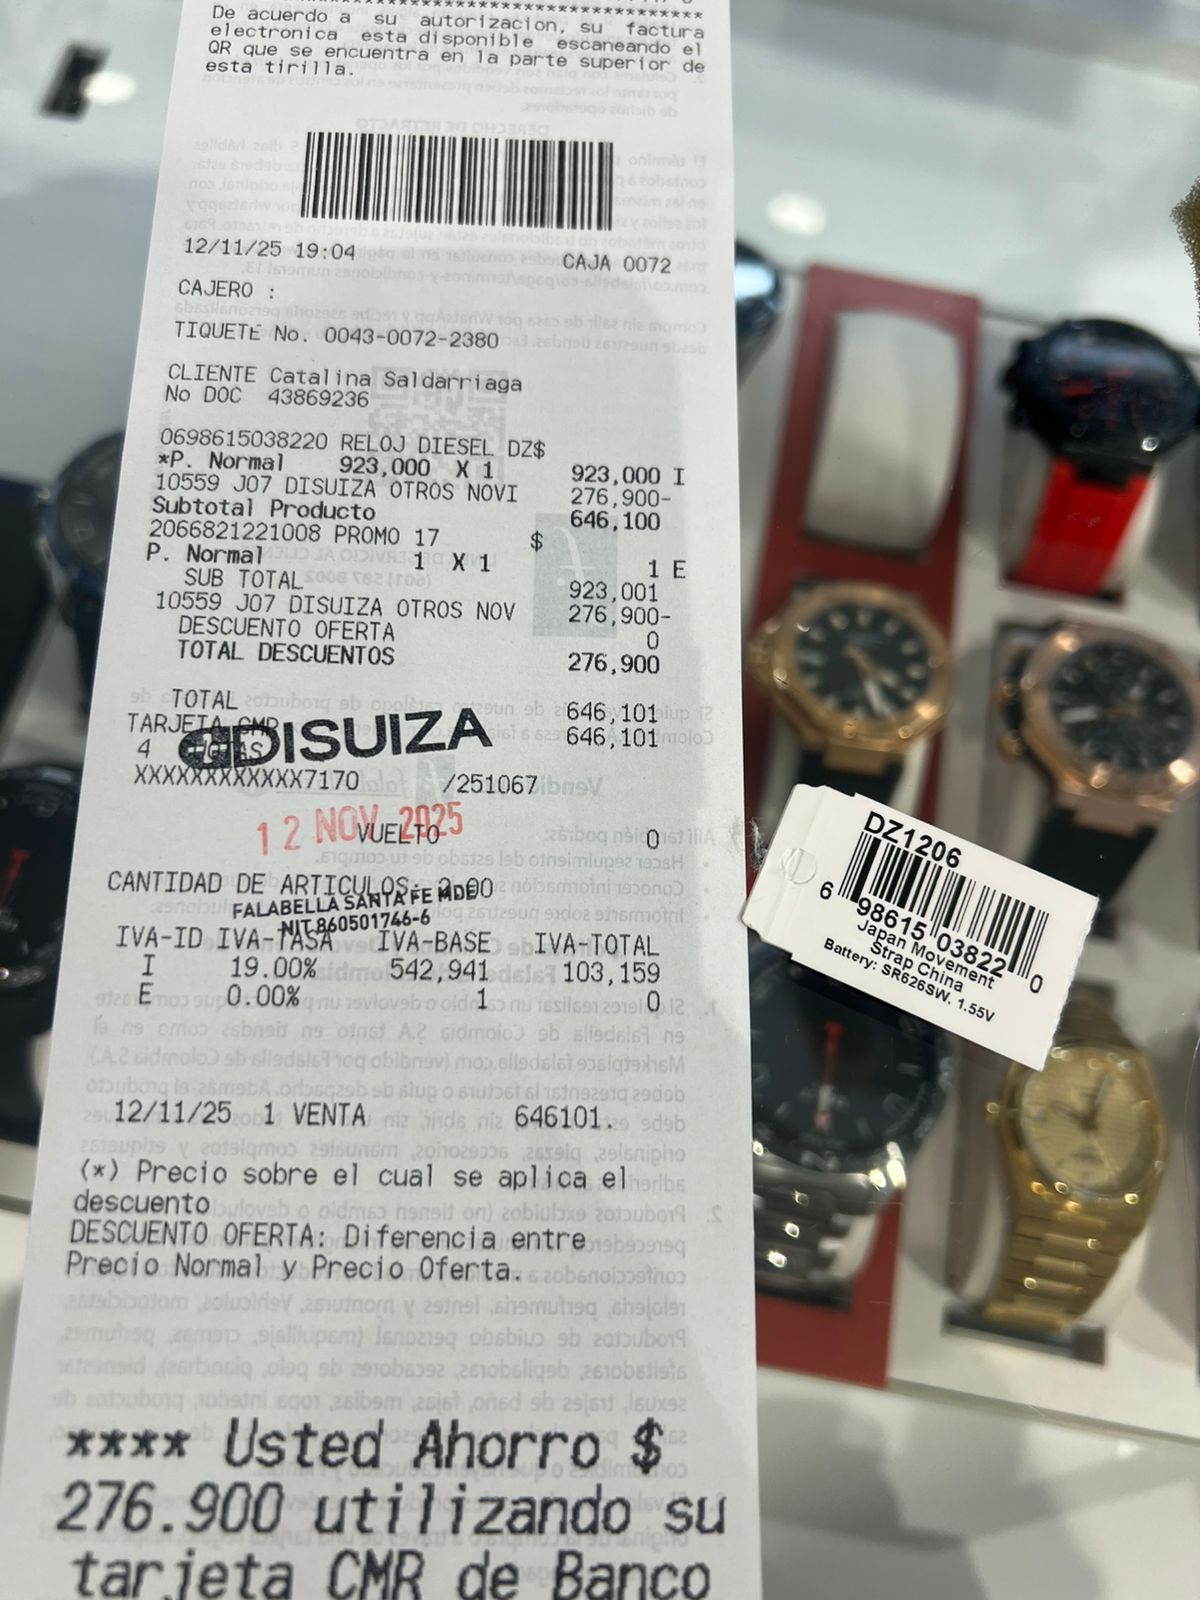 De acuerdo a su autorizacion, su factura
electronica esta disponible escaneando el
QR que se encuentra en la parte superior de
esta tirilla.
12/11/25 19:04 CAJA 0072
CAJERO :
TIQUETE No. 0043-0072-2380
CLIENTE Catalina Saldarriaga
No DOC 43869236
0698615038220 RELOJ DIESEL DZ$
*P. Normal 923,000 X 1 923,000 I
10559 J07 DISUIZA OTROS NOVI 276,900-
Subtotal Producto 646,100
2066821221008 PROMO 17 $
P. Normal 1 X 1 1 E
SUB TOTAL 923,001
10559 J07 DISUIZA OTROS NOV 276,900-
DESCUENTO OFERTA 0
TOTAL DESCUENTOS 276,900
TOTAL 646,101
TARJETA CMR 646,101
DISUIZA
4 CUOTAS
XXXXXXXXXXXX7170 /251067
12 NOV 2025
VUELTO 0
CANTIDAD DE ARTICULOS: 2.00
FALABELLA SANTA FE MDE
NIT.860501746-6
IVA-ID IVA-TASA IVA-BASE IVA-TOTAL
I 19.00% 542,941 103,159
E 0.00% 1 0
12/11/25 1 VENTA 646101.
(*) Precio sobre el cual se aplica el
descuento
DESCUENTO OFERTA: Diferencia entre
Precio Normal y Precio Oferta.
**** Usted Ahorro $
276.900 utilizando su
tarjeta CMR de Banco
DZ1206
6 98615 03822 0
Japan Movement
Strap China
Battery: SR626SW, 1.55V